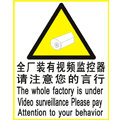 全厂装有视频监控器
请注意您的言行
The whole factory is under
Video surveillance Please pay
Attention to your behavior